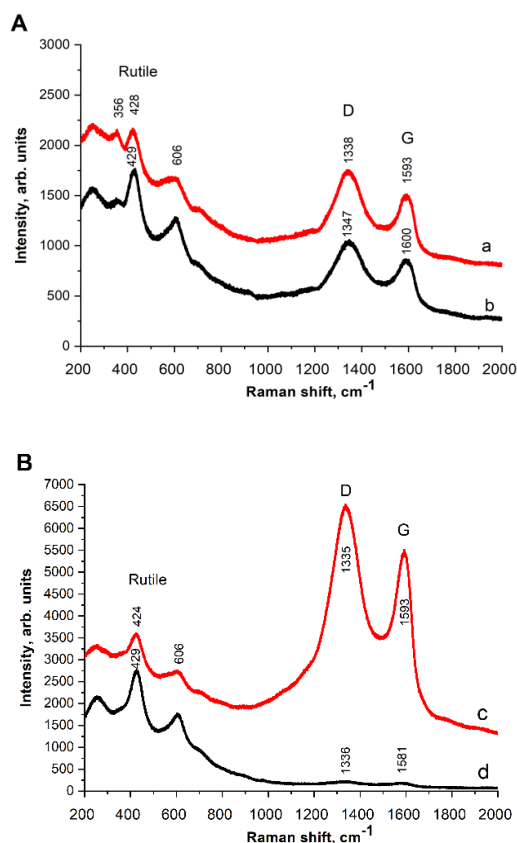 A
3000
2500
2000
1500
1000
500
0
Intensity, arb. units
Rutile
356
428
429
606
D
1338
1347
G
1593
1600
a
b
200 400 600 800 1000 1200 1400 1600 1800 2000
Raman shift, cm-1
B
7000
6500
6000
5500
5000
4500
4000
3500
3000
2500
2000
1500
1000
500
0
Intensity, arb. units
Rutile
424
429
606
D
1335
1336
G
1593
1581
c
d
200 400 600 800 1000 1200 1400 1600 1800 2000
Raman shift, cm-1